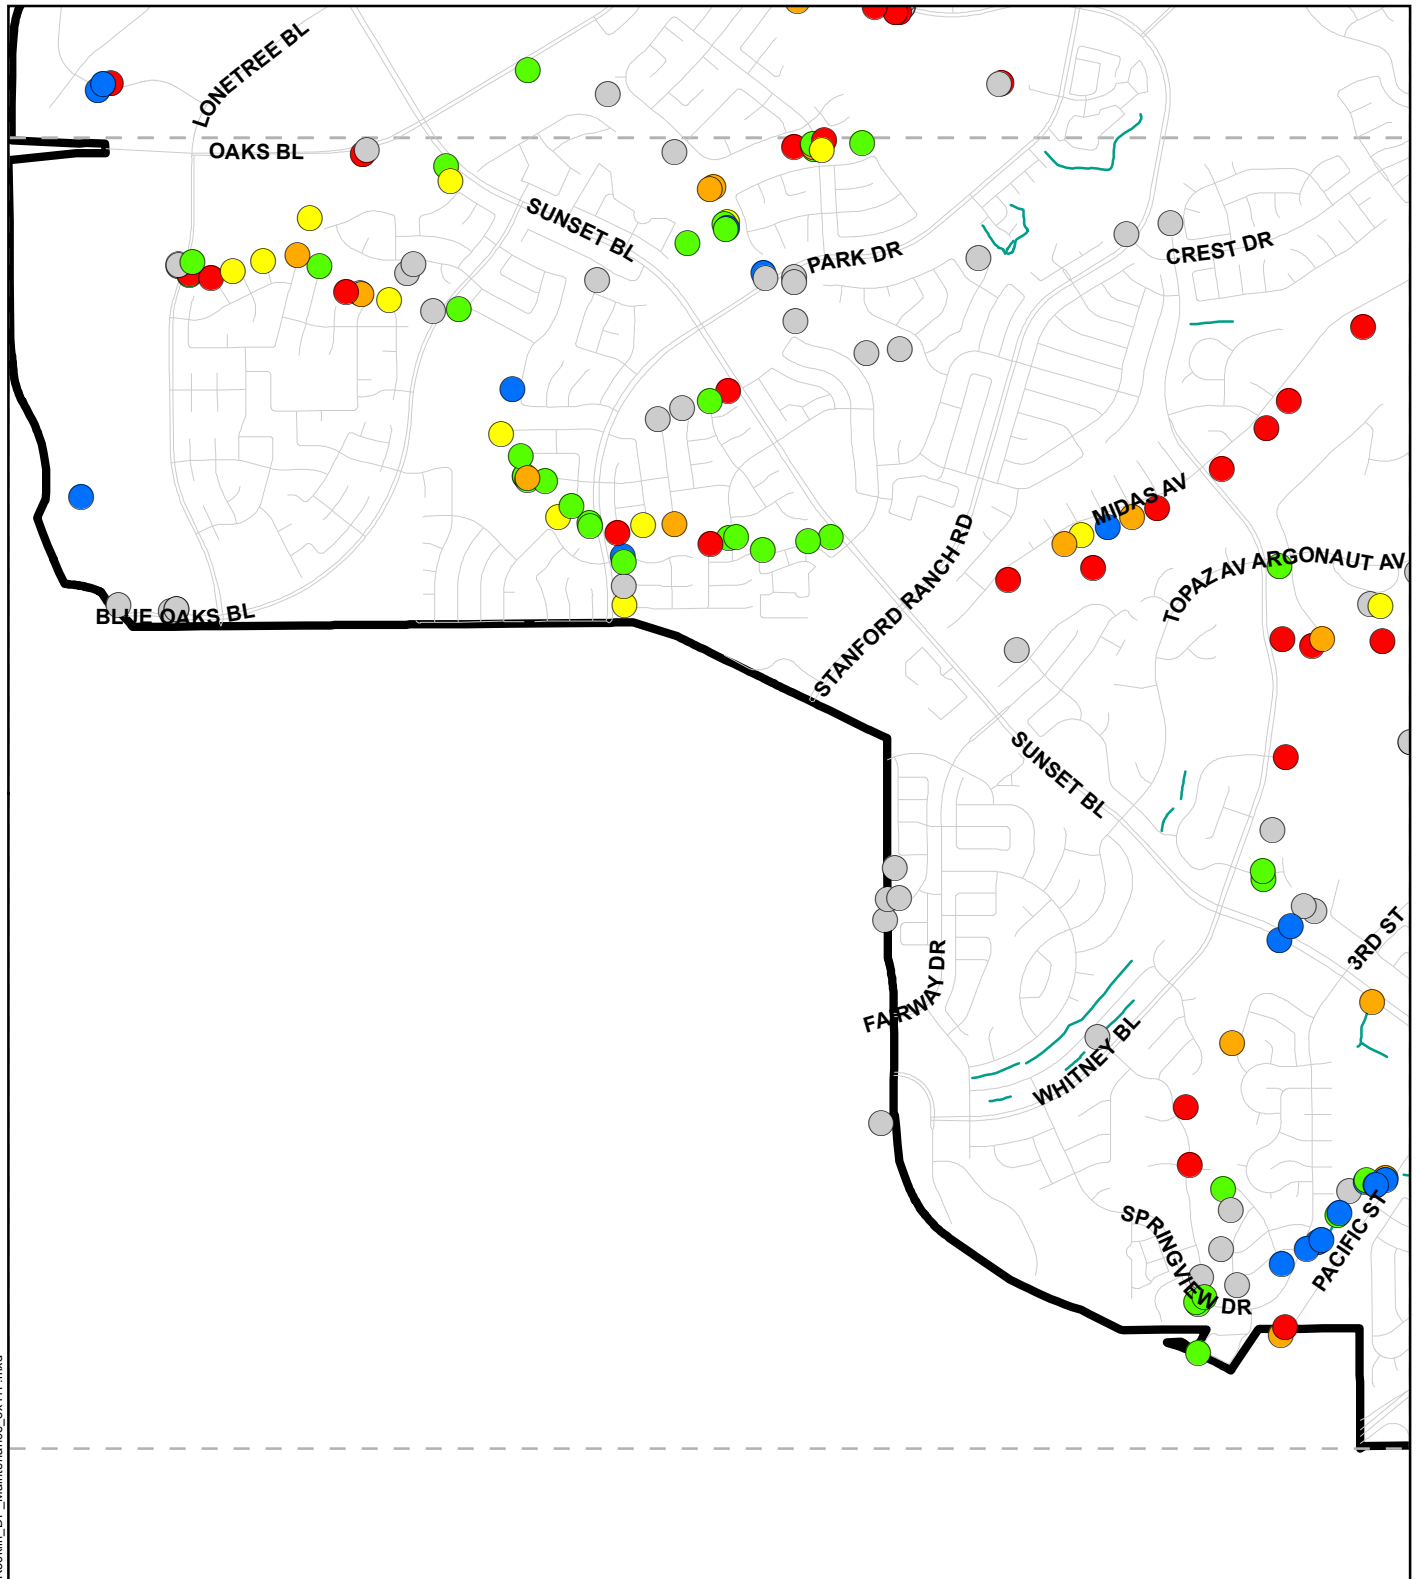 LONETREE BL
OAKS BL
SUNSET BL
PARK DR
CREST DR
MIDAS AV
TOPAZ AV
ARGONAUT AV
STANFORD RANCH RD
BLUE OAKS BL
SUNSET BL
3RD ST
FAIRWAY DR
WHITNEY BL
SPRINGVIEW DR
PACIFIC ST